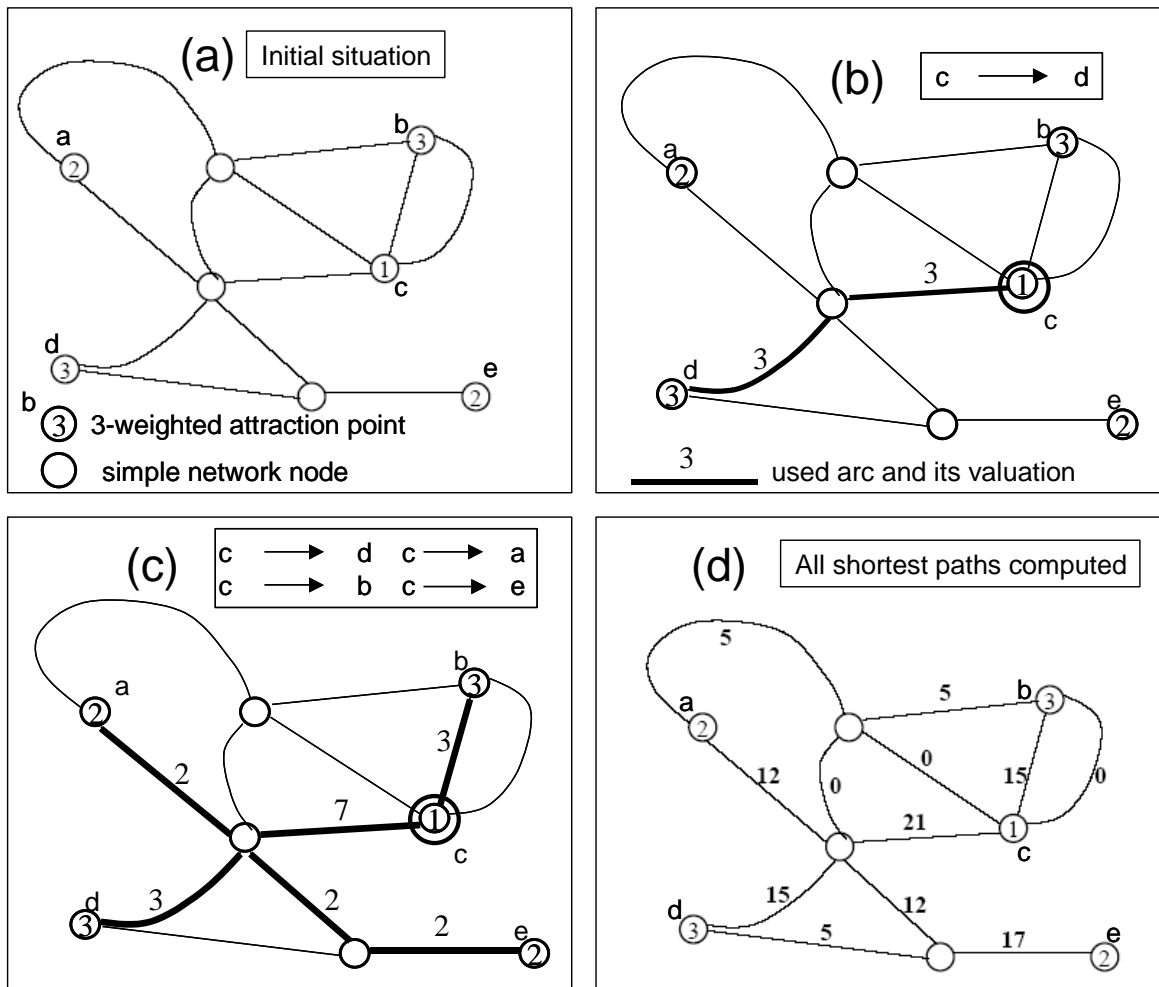 (a) Initial situation
a
2
b
3
1
c
d
3
e
2
b
3 3-weighted attraction point
simple network node
(b) c d
a
2
b
3
3
1
c
3
d
3
e
2
3 used arc and its valuation
(c)
c d c a
c b c e
a
2
b
3
3
2
7
1
c
d
3
3
2
2
e
2
(d) All shortest paths computed
5
a
2
5
b
3
12
0
0
15
0
21
1
c
15
12
d
3
5
17
e
2